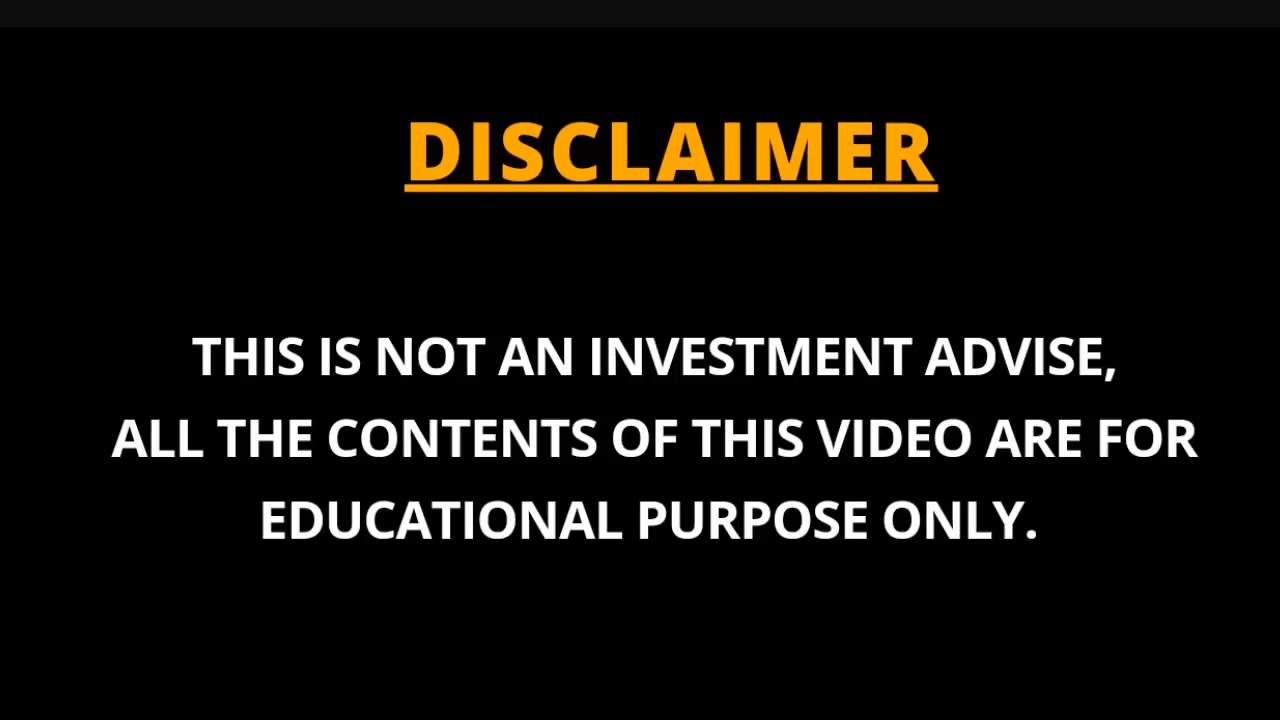 DISCLAIMER
THIS IS NOT AN INVESTMENT ADVISE,
ALL THE CONTENTS OF THIS VIDEO ARE FOR
EDUCATIONAL PURPOSE ONLY.